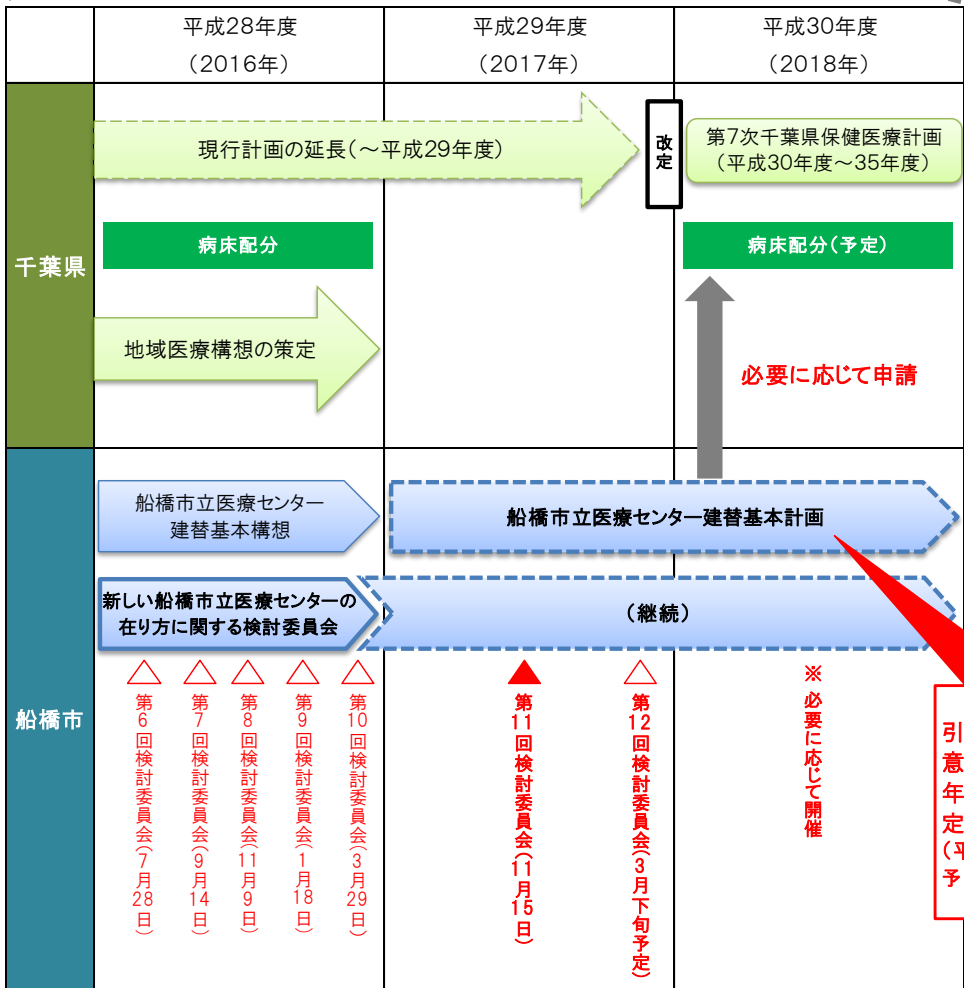 平成28年度
(2016年)
平成29年度
(2017年)
平成30年度
(2018年)
千葉県
現行計画の延長(～平成29年度)
改定
第7次千葉県保健医療計画
(平成30年度～35年度)
病床配分
病床配分(予定)
地域医療構想の策定
必要に応じて申請
船橋市
船橋市立医療センター
建替基本構想
船橋市立医療センター建替基本計画
新しい船橋市立医療センターの
在り方に関する検討委員会
(継続)
第6回検討委員会(7月28日)
第7回検討委員会(9月14日)
第8回検討委員会(11月9日)
第9回検討委員会(1月18日)
第10回検討委員会(3月29日)
第11回検討委員会(11月15日)
第12回検討委員会(3月下旬予定)
※必要に応じて開催
引
意
年
定
(平
予